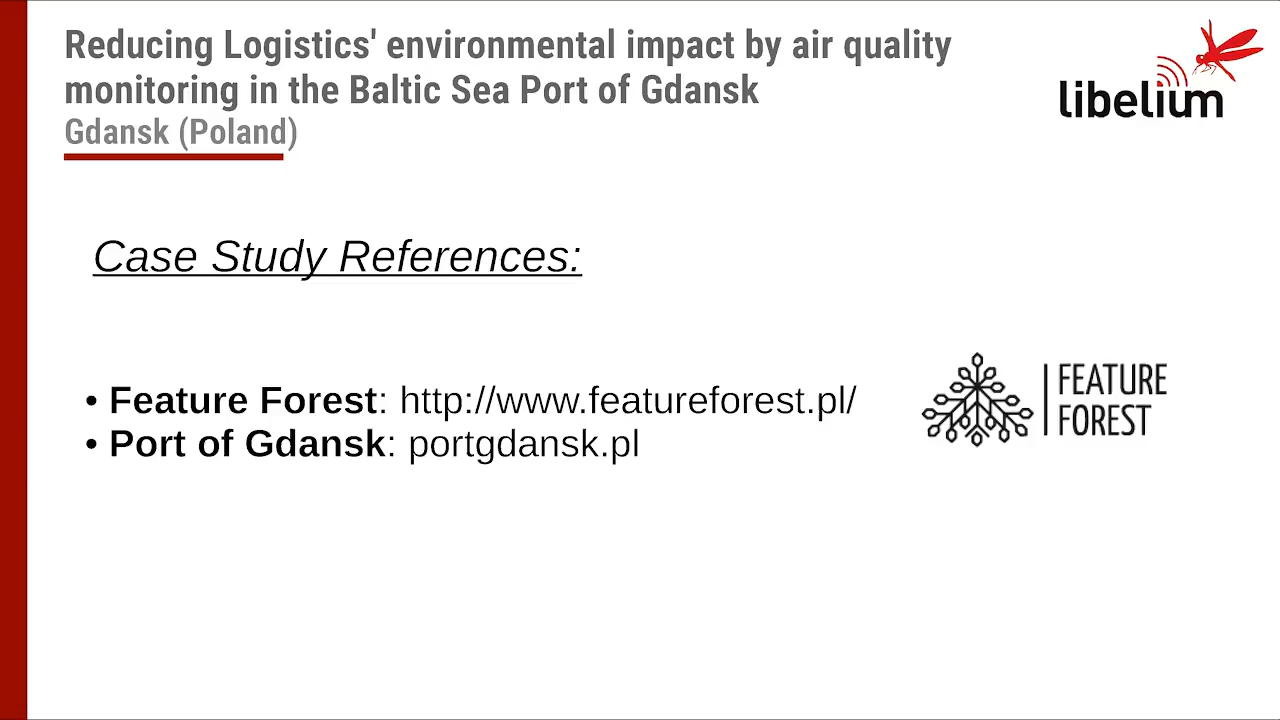 Reducing Logistics' environmental impact by air quality
monitoring in the Baltic Sea Port of Gdansk
Gdansk (Poland)
libelium
Case Study References:
• Feature Forest: http://www.featureforest.pl/
• Port of Gdansk: portgdansk.pl
FEATURE
FOREST